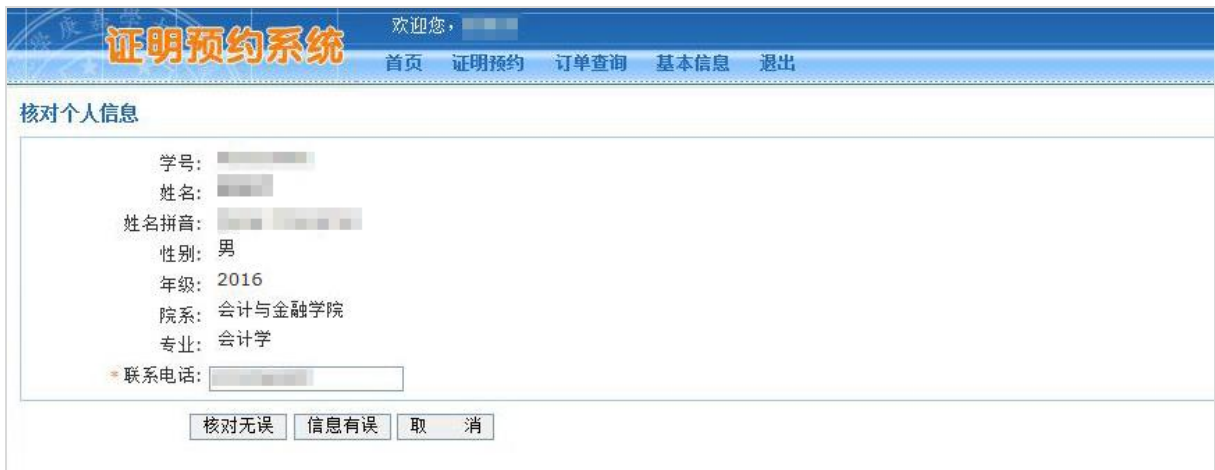 证明预约系统
欢迎您，
首页 证明预约 订单查询 基本信息 退出
核对个人信息
学号:
姓名:
姓名拼音:
性别: 男
年级: 2016
院系: 会计与金融学院
专业: 会计学
*联系电话:
核对无误 信息有误 取 消